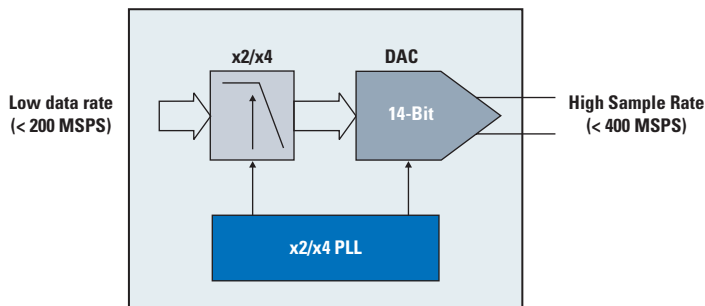 x2/x4
DAC
Low data rate
(< 200 MSPS)
14-Bit
High Sample Rate
(< 400 MSPS)
x2/x4 PLL